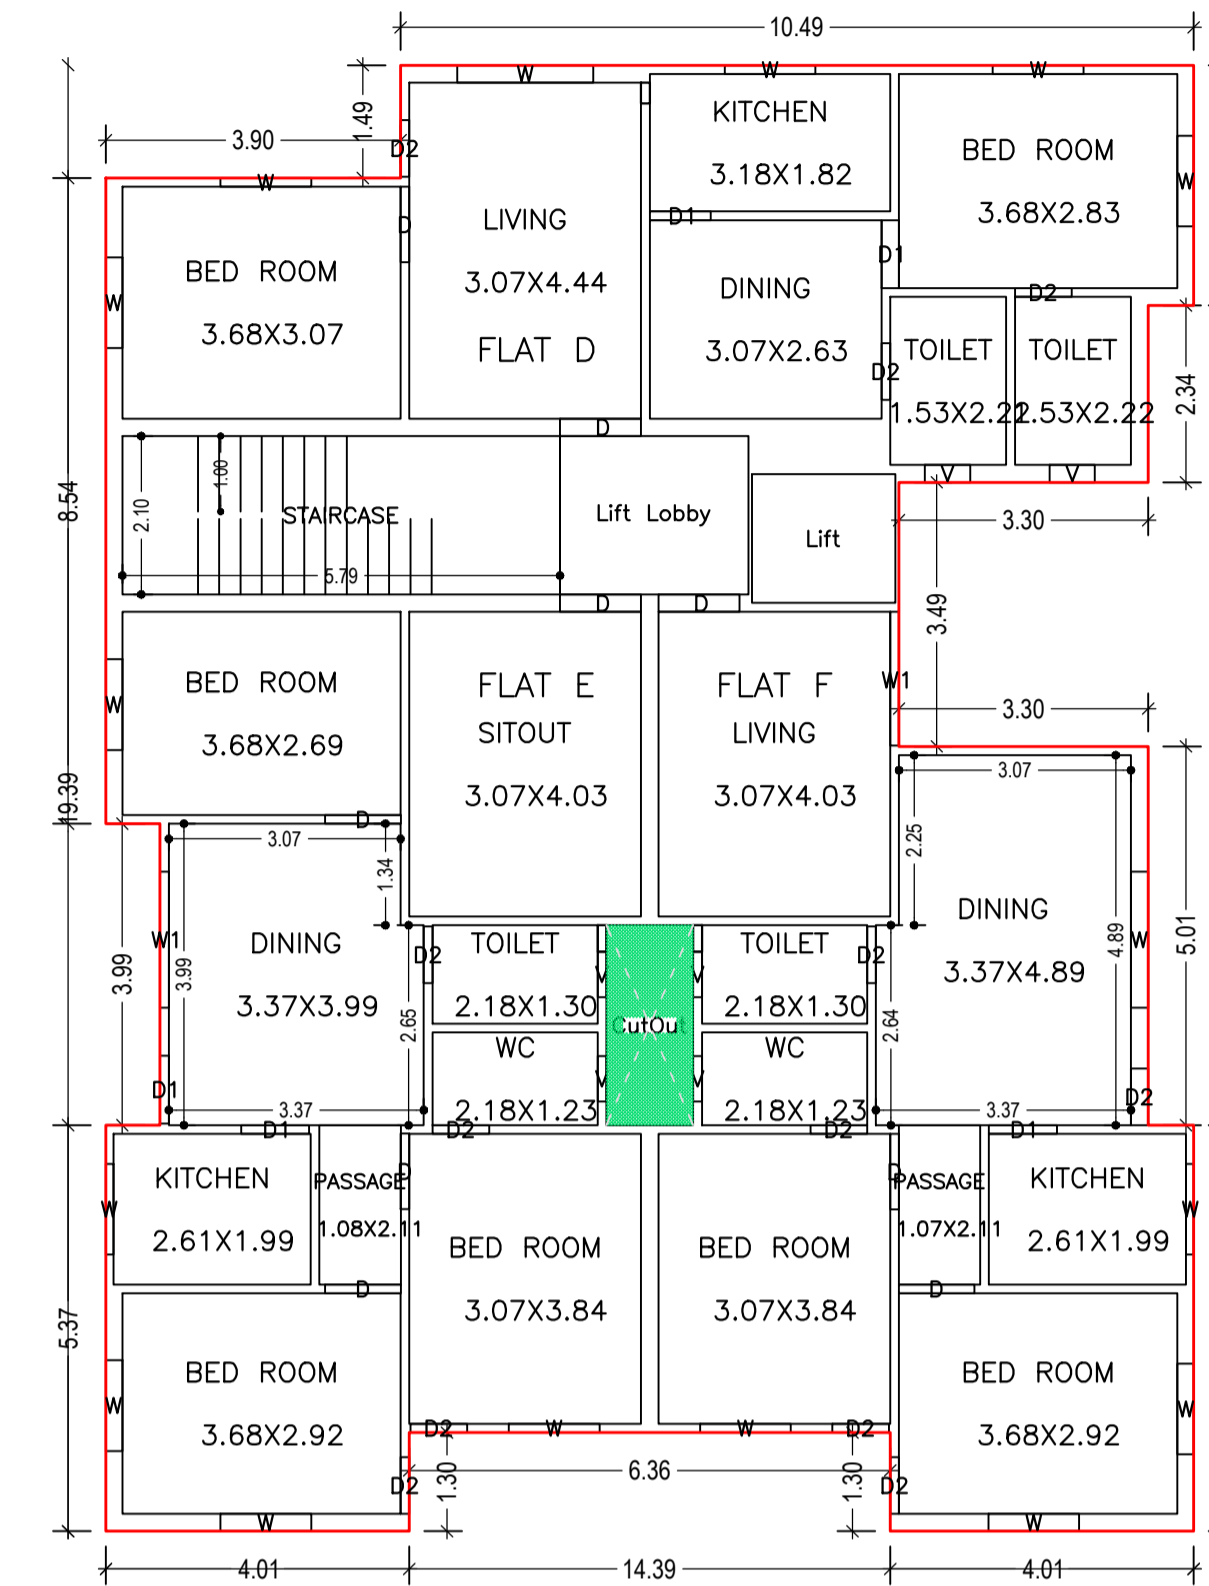 10.49
W
W
W
1.49
KITCHEN
3.18X1.82
3.90
D2
BED ROOM
3.68X2.83
W
W
D
LIVING
3.07X4.44
FLAT D
D1
D1
BED ROOM
3.68X3.07
W
DINING
3.07X2.63
D2
D2
TOILET
TOILET
1.53X2.22
1.53X2.22
2.34
D
V
V
8.54
2.10
1.00
STAIRCASE
Lift Lobby
Lift
3.30
5.79
D
D
3.49
BED ROOM
3.68X2.69
W
FLAT E
SITOUT
3.07X4.03
FLAT F
LIVING
3.07X4.03
W1
3.30
3.07
19.39
D
3.07
1.34
2.25
DINING
3.37X4.89
4.89
W
5.01
W1
3.99
3.99
DINING
3.37X3.99
D2
TOILET
2.18X1.30
V
V
TOILET
2.18X1.30
D2
2.65
CutOut
2.64
WC
2.18X1.23
V
V
WC
2.18X1.23
D1
3.37
3.37
D2
D1
D2
D2
D1
KITCHEN
2.61X1.99
W
PASSAGE
1.08X2.11
D
D
PASSAGE
1.07X2.11
KITCHEN
2.61X1.99
W
BED ROOM
3.07X3.84
BED ROOM
3.07X3.84
D
D
5.37
BED ROOM
3.68X2.92
W
BED ROOM
3.68X2.92
W
D2
W
W
D2
D2
1.30
6.36
1.30
D2
W
W
4.01
14.39
4.01